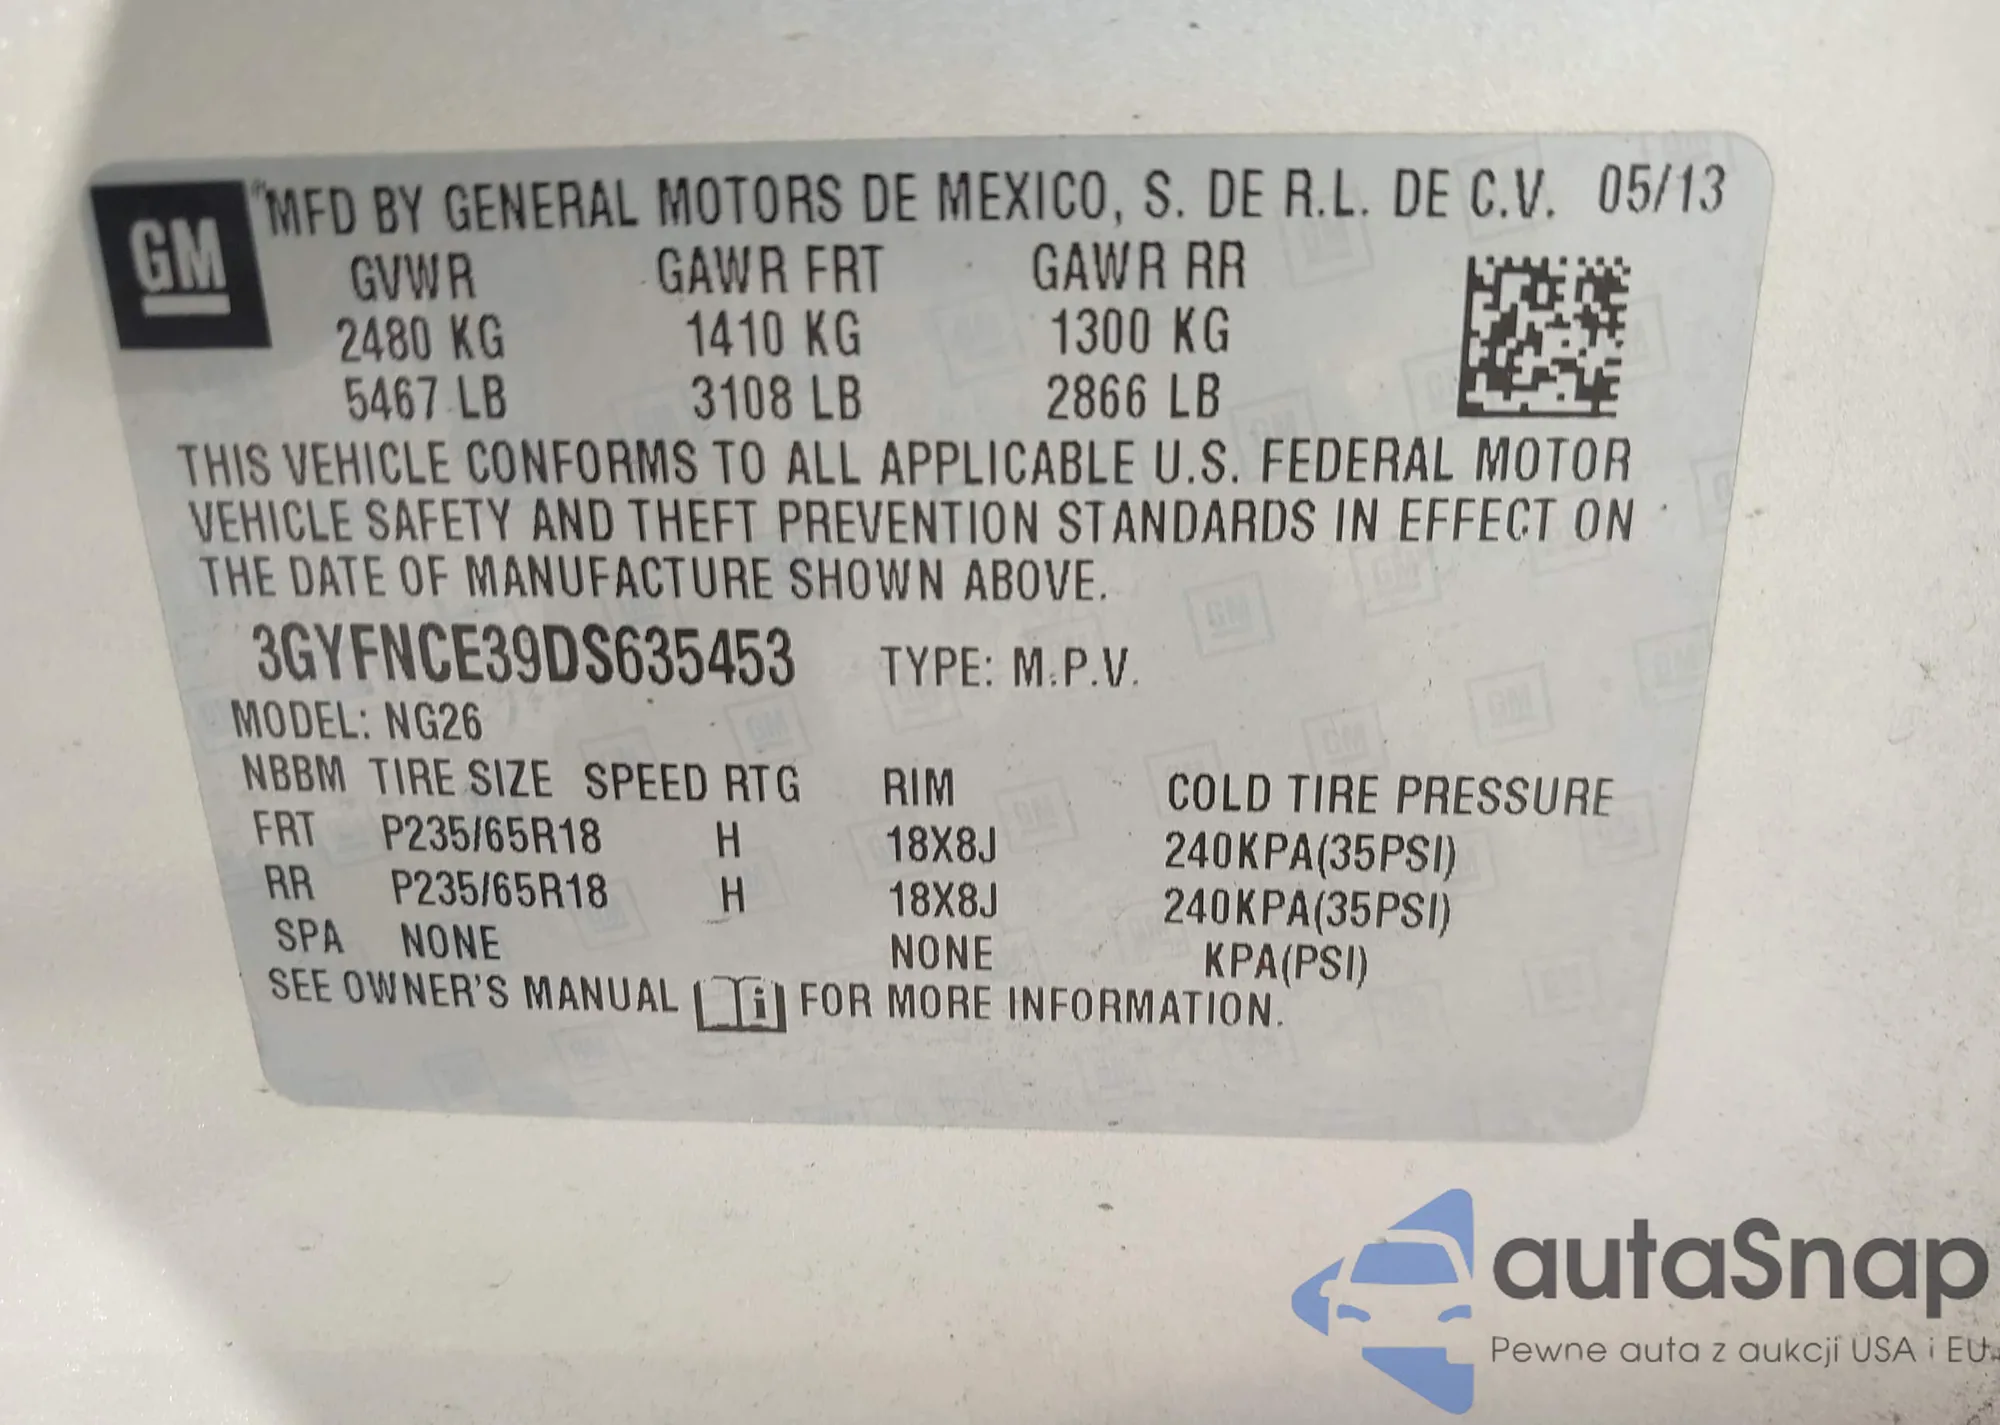 GM
MFD BY GENERAL MOTORS DE MEXICO, S. DE R.L. DE C.V. 05/13
GVWR GAWR FRT GAWR RR
2480 KG 1410 KG 1300 KG
5467 LB 3108 LB 2866 LB
THIS VEHICLE CONFORMS TO ALL APPLICABLE U.S. FEDERAL MOTOR
VEHICLE SAFETY AND THEFT PREVENTION STANDARDS IN EFFECT ON
THE DATE OF MANUFACTURE SHOWN ABOVE.
3GYFNCE39DS635453 TYPE: M.P.V.
MODEL: NG26
NBBM TIRE SIZE SPEED RTG RIM COLD TIRE PRESSURE
FRT P235/65R18 H 18X8J 240KPA(35PSI)
RR P235/65R18 H 18X8J 240KPA(35PSI)
SPA NONE NONE KPA(PSI)
SEE OWNER'S MANUAL FOR MORE INFORMATION.
autaSnap
Pewne auta z aukcji USA i EU